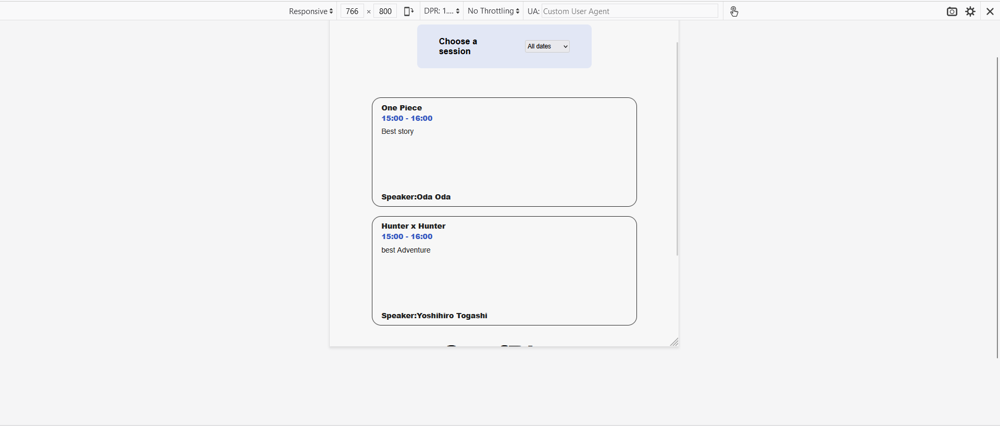 Responsive 766 × 800 DPR: 1.... No Throttling UA: Custom User Agent
Choose a
session
All dates
One Piece
15:00 - 16:00
Best story
Speaker:Oda Oda
Hunter x Hunter
15:00 - 16:00
best Adventure
Speaker:Yoshihiro Togashi